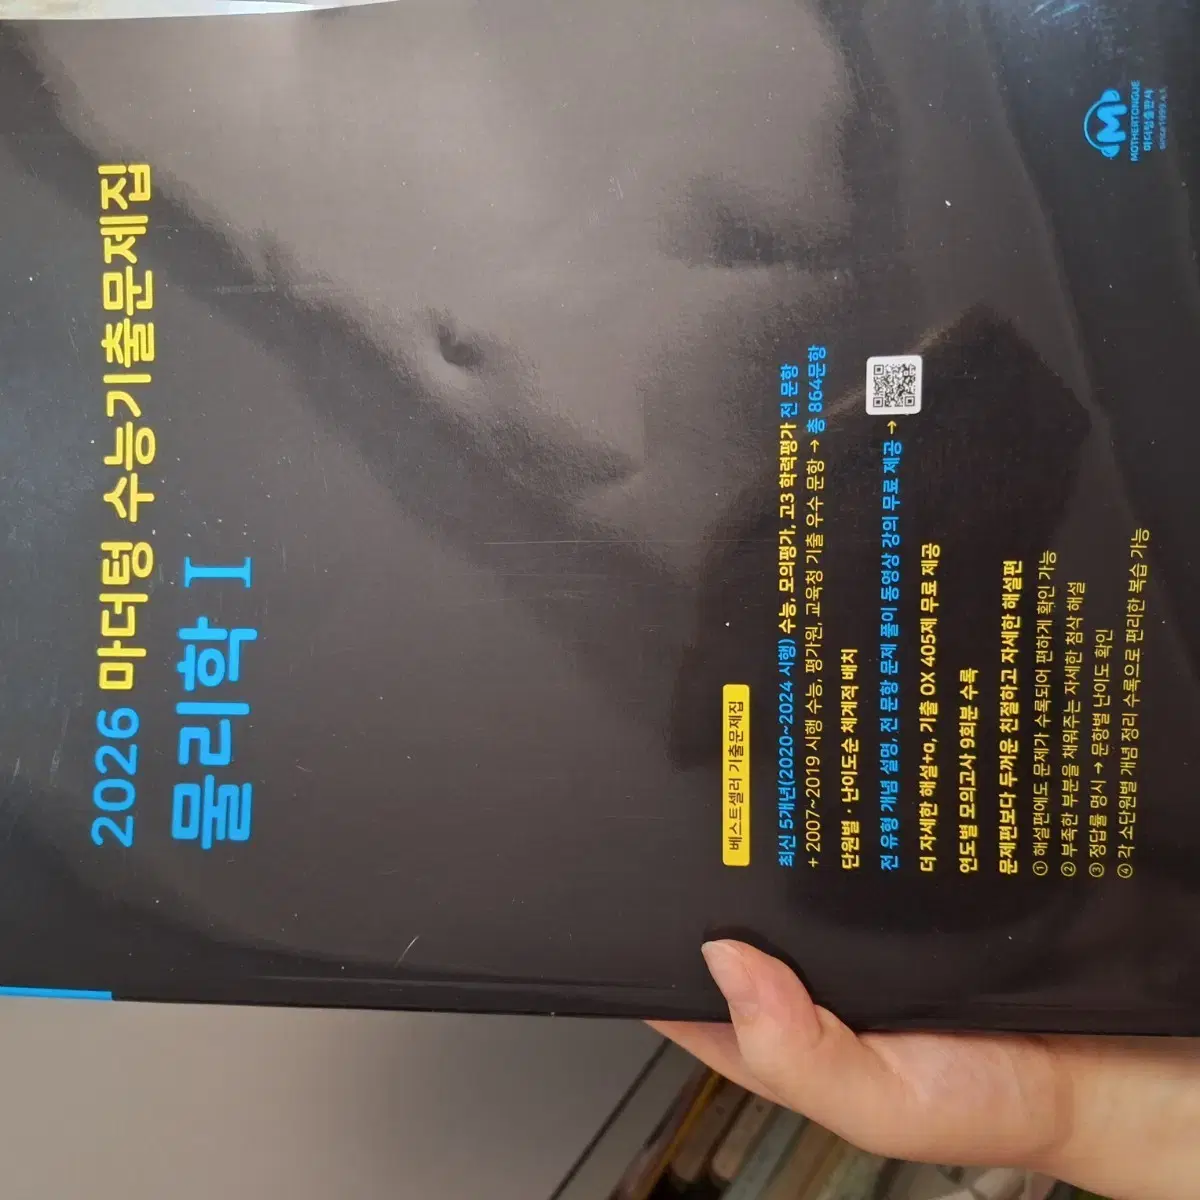 2026 마더텅 수능기출문제집
물리학 I
베스트셀러 기출문제집
최신 5개년(2020~2024 시행) 수능, 모의평가, 고3 학력평가 전 문항
+ 2007~2019 시행 수능, 평가원, 교육청 기출 우수 문항 → 총 864문항
단원별 · 난이도순 체계적 배치
전 유형 개념 설명, 전 문항 문제 풀이 동영상 강의 무료 제공 →
더 자세한 해설+α, 기출 OX 405제 무료 제공
연도별 모의고사 9회분 수록
문제편보다 두꺼운 친절하고 자세한 해설편
① 해설편에도 문제가 수록되어 편하게 확인 가능
② 부족한 부분을 채워주는 자세한 첨삭 해설
③ 정답률 명시 → 문항별 난이도 확인
④ 각 소단원별 개념 정리 수록으로 편리한 복습 가능
M
MOTHERTONGUE
마더텅출판사
since1999.4.1.